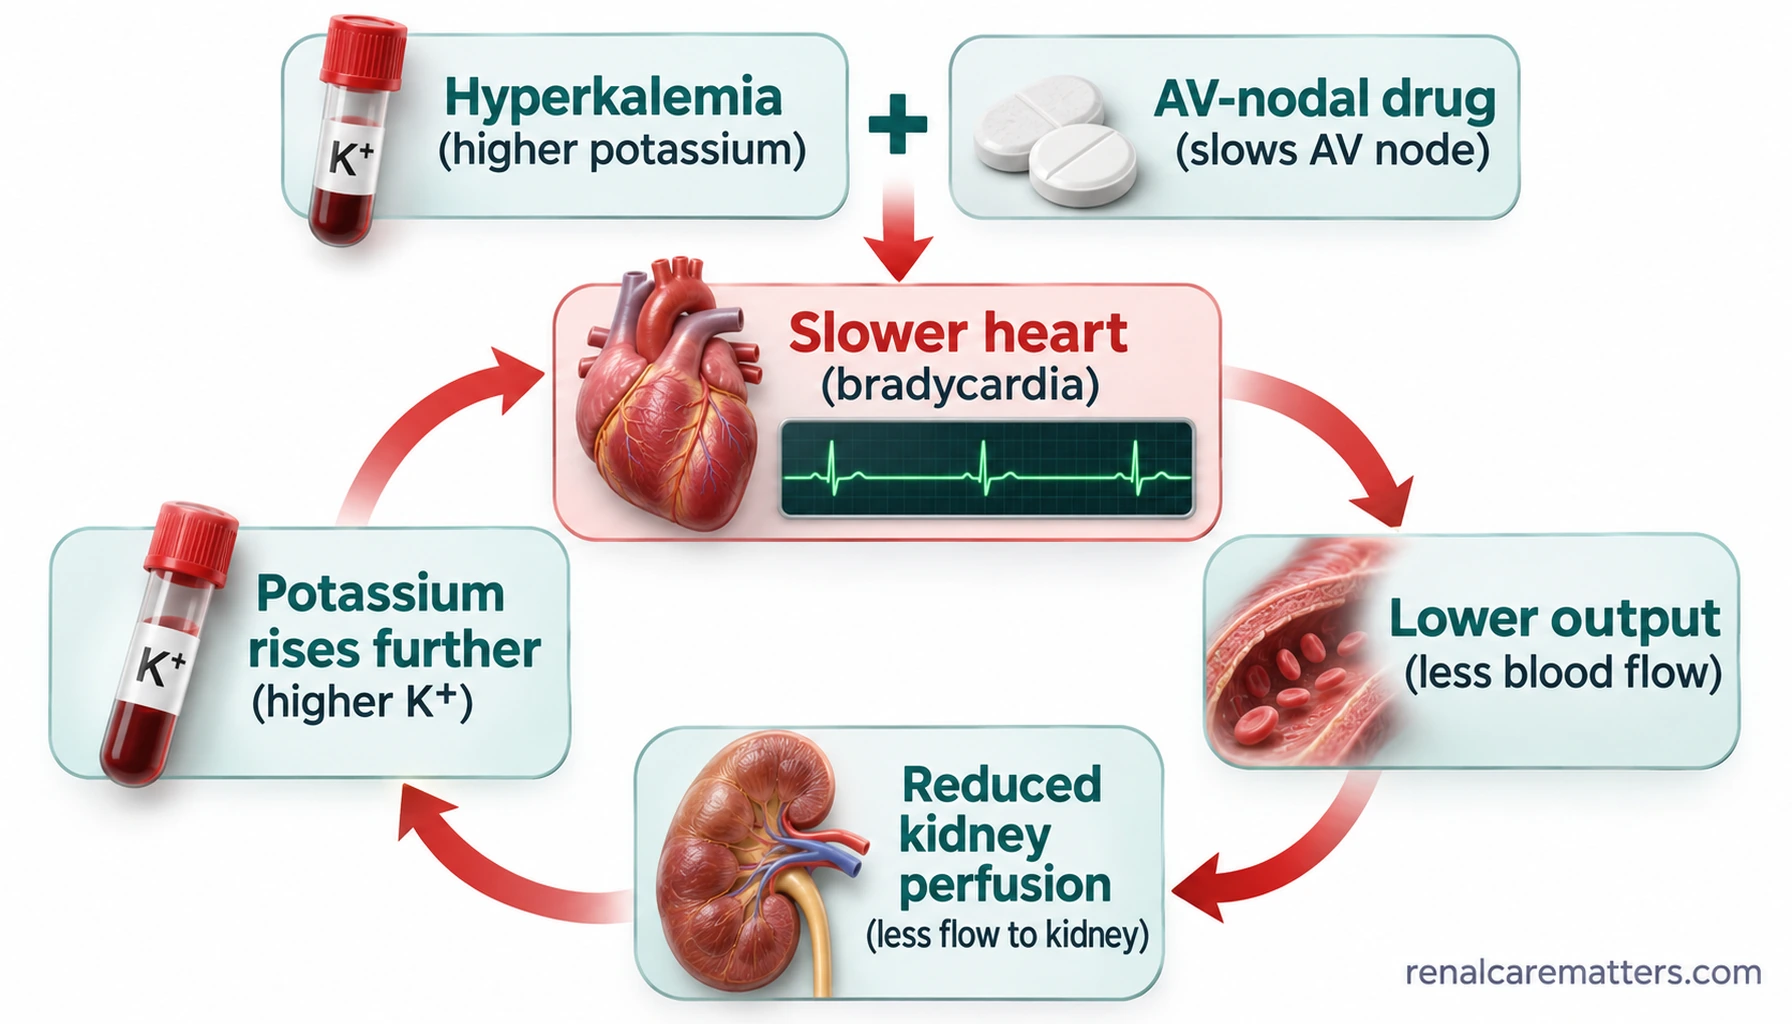 K+
Hyperkalemia
(higher potassium)
+
AV-nodal drug
(slows AV node)
Slower heart
(bradycardia)
K+
Potassium
rises further
(higher K+)
Lower output
(less blood flow)
Reduced
kidney
perfusion
(less flow to kidney)
renalcarematters.com